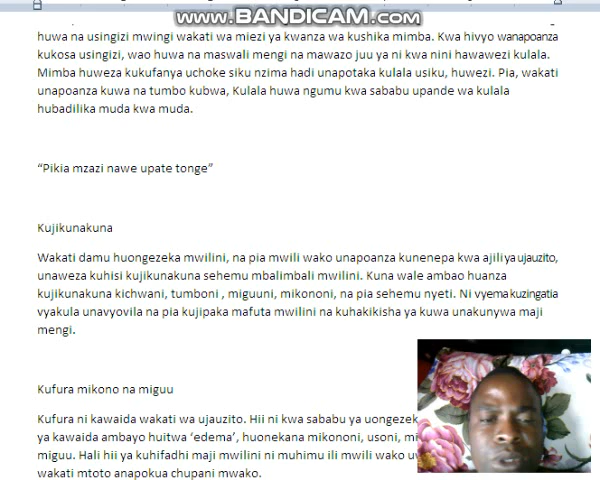 WWW.BANDICAM.COM
huwa na usingizi mwingi wakati wa miezi ya kwanza wa kushika mimba. Kwa hivyo wanapoanza
kukosa usingizi, wao huwa na maswali mengi na mawazo juu ya ni kwa nini hawawezi kulala.
Mimba huweza kukufanya uchoke siku nzima hadi unapotaka kulala usiku, huwezi. Pia, wakati
unapoanza kuwa na tumbo kubwa, Kulala huwa ngumu kwa sababu upande wa kulala
hubadilika muda kwa muda.
“Pikia mzazi nawe upate tonge”
Kujikunakuna
Wakati damu huongezeka mwilini, na pia mwili wako unapoanza kunenepa kwa ajili ya ujauzito,
unaweza kuhisi kujikunakuna sehemu mbalimbali mwilini. Kuna wale ambao huanza
kujikunakuna kichwani, tumboni , miguuni, mikononi, na pia sehemu nyeti. Ni vyema kuzingatia
vyakula unavyovila na pia kujipaka mafuta mwilini na kuhakikisha ya kuwa unakunywa maji
mengi.
Kufura mikono na miguu
Kufura ni kawaida wakati wa ujauzito. Hii ni kwa sababu ya uongezek
ya kawaida ambayo huitwa ‘edema’, huonekana mikononi, usoni, mi
miguu. Hali hii ya kuhifadhi maji mwilini ni muhimu ili mwili wako uw
wakati mtoto anapokua chupani mwako.